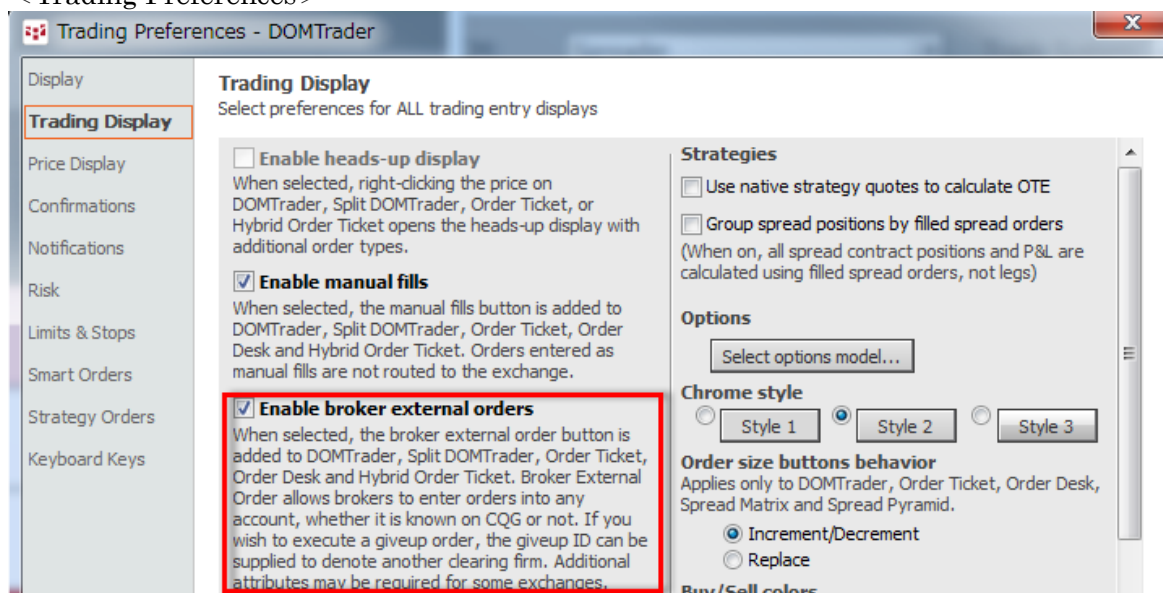 <Trading Preferences>
Trading Preferences - DOMTrader
X
Display
Trading Display
Price Display
Confirmations
Notifications
Risk
Limits & Stops
Smart Orders
Strategy Orders
Keyboard Keys
Trading Display
Select preferences for ALL trading entry displays
Enable heads-up display
When selected, right-clicking the price on
DOMTrader, Split DOMTrader, Order Ticket, or
Hybrid Order Ticket opens the heads-up display with
additional order types.
Enable manual fills
When selected, the manual fills button is added to
DOMTrader, Split DOMTrader, Order Ticket, Order
Desk and Hybrid Order Ticket. Orders entered as
manual fills are not routed to the exchange.
Enable broker external orders
When selected, the broker external order button is
added to DOMTrader, Split DOMTrader, Order Ticket,
Order Desk and Hybrid Order Ticket. Broker External
Order allows brokers to enter orders into any
account, whether it is known on CQG or not. If you
wish to execute a giveup order, the giveup ID can be
supplied to denote another clearing firm. Additional
attributes may be required for some exchanges.
Strategies
Use native strategy quotes to calculate OTE
Group spread positions by filled spread orders
(When on, all spread contract positions and P&L are
calculated using filled spread orders, not legs)
Options
Select options model...
Chrome style
Style 1
Style 2
Style 3
Order size buttons behavior
Applies only to DOMTrader, Order Ticket, Order Desk,
Spread Matrix and Spread Pyramid.
Increment/Decrement
Replace
Buy/Sell colors